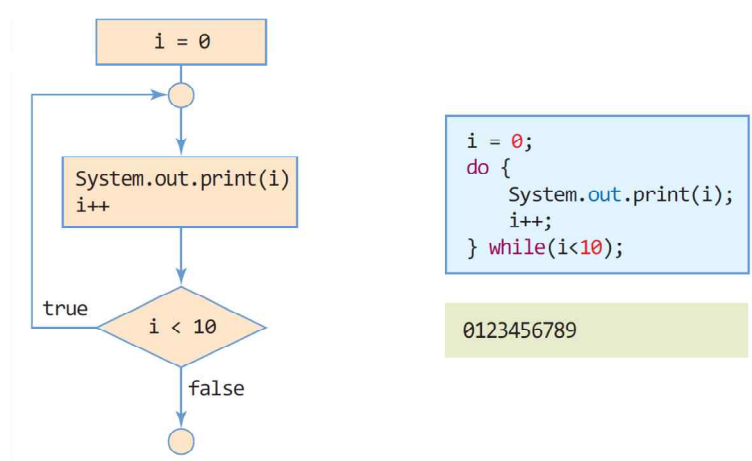 i = 0
System.out.print(i)
i++
true
i < 10
false
i = 0;
do {
System.out.print(i);
i++;
} while(i<10);
0123456789